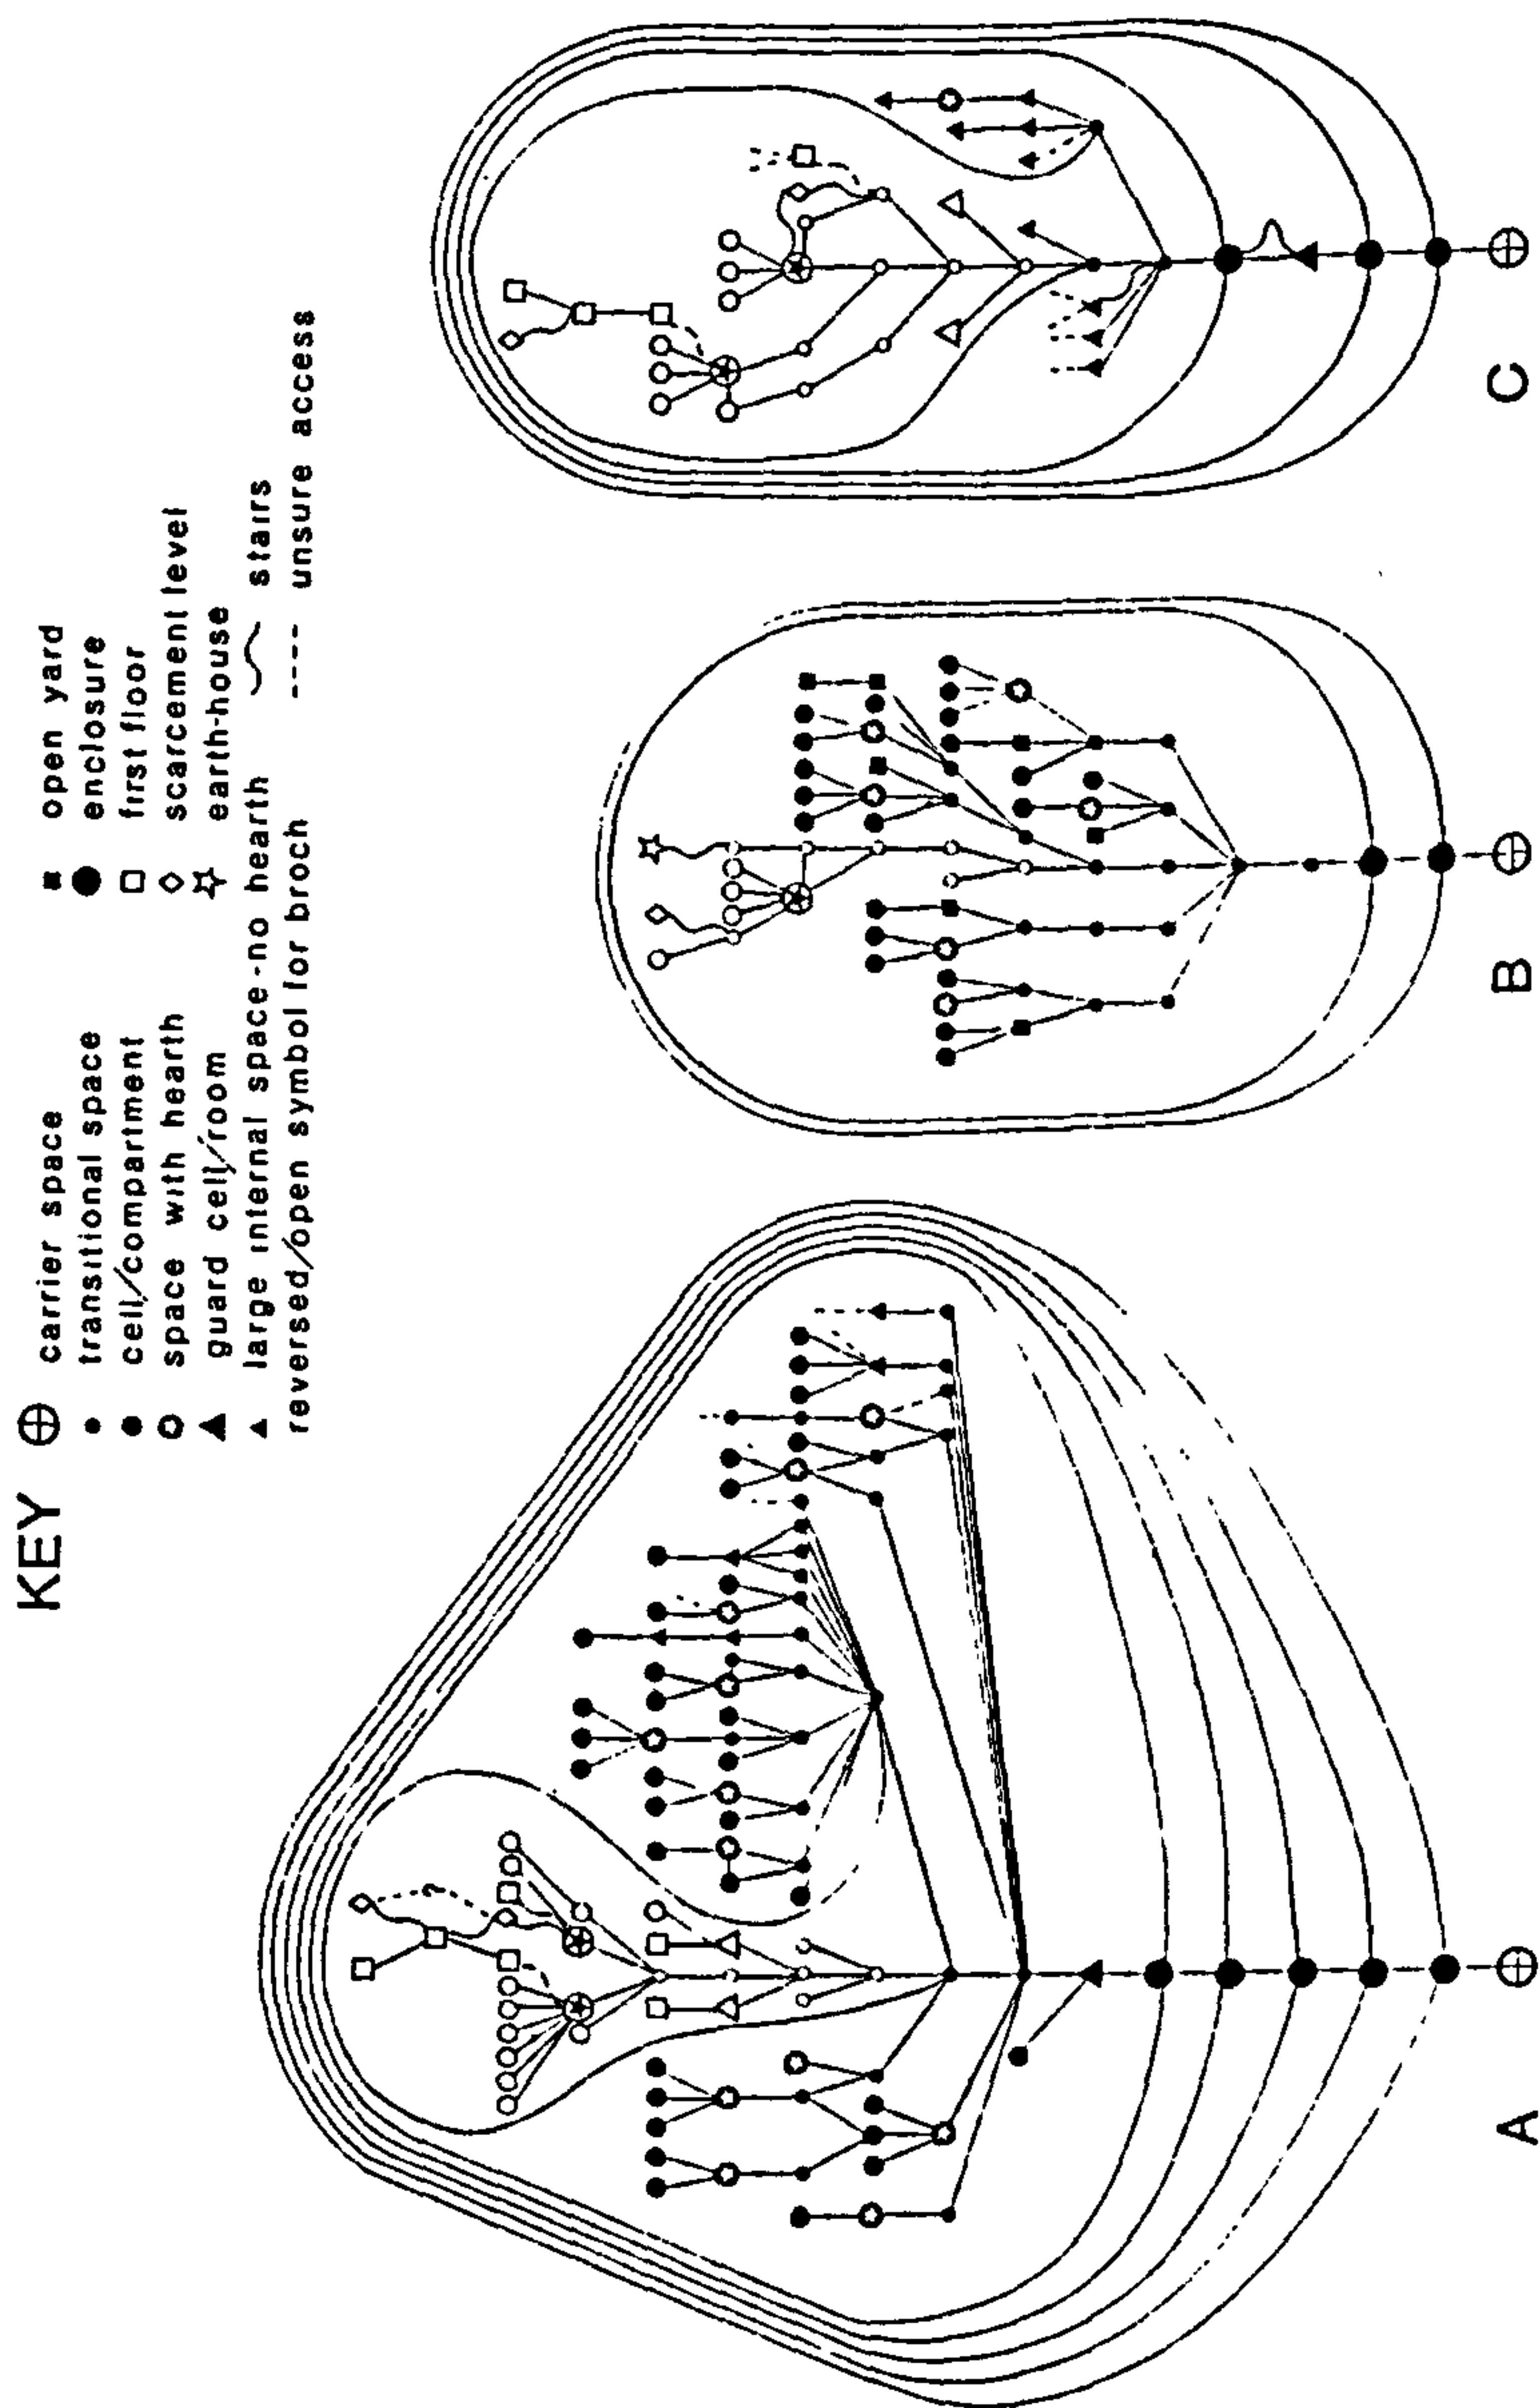 KEY
carrier space
transitional space
cell/compartment
space with hearth
guard cell/room
large internal space - no hearth
reversed/open symbol for broch
open yard
enclosure
first floor
scarcement level
earth-house
stairs
unsure access
?
A
B
C